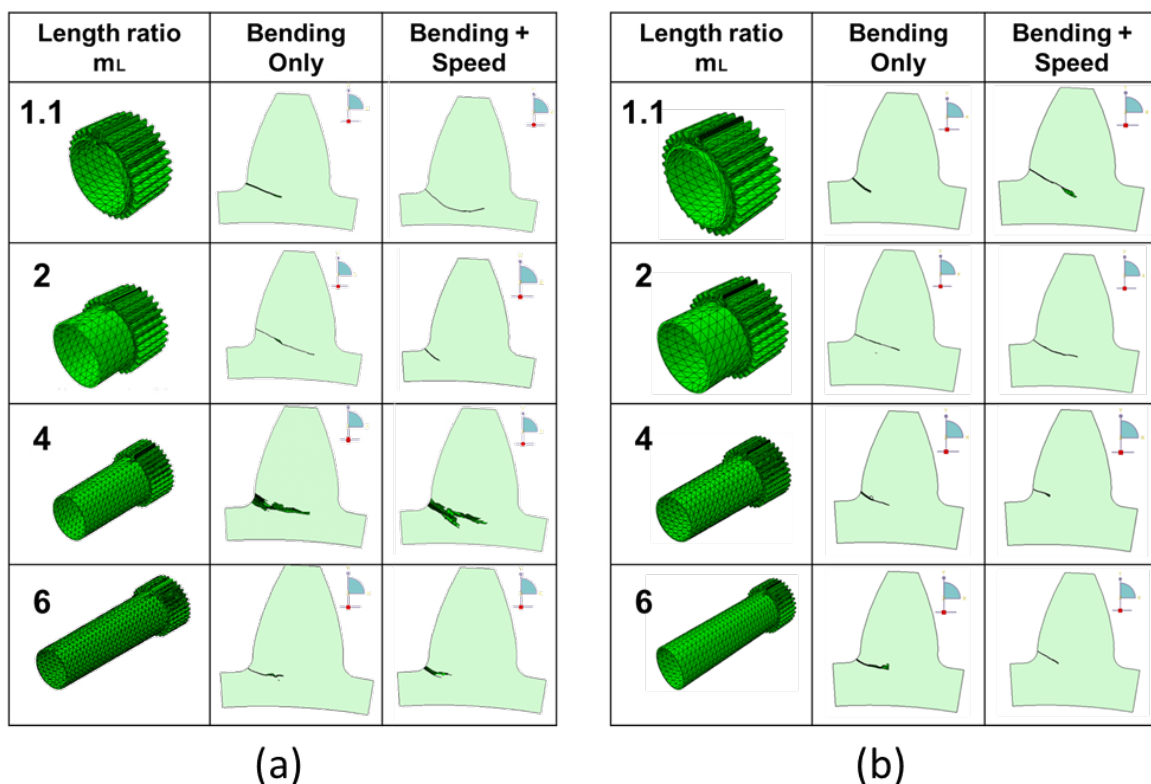 Length ratio
mL
Bending
Only
Bending +
Speed
1.1
2
4
6
(a)
Length ratio
mL
Bending
Only
Bending +
Speed
1.1
2
4
6
(b)